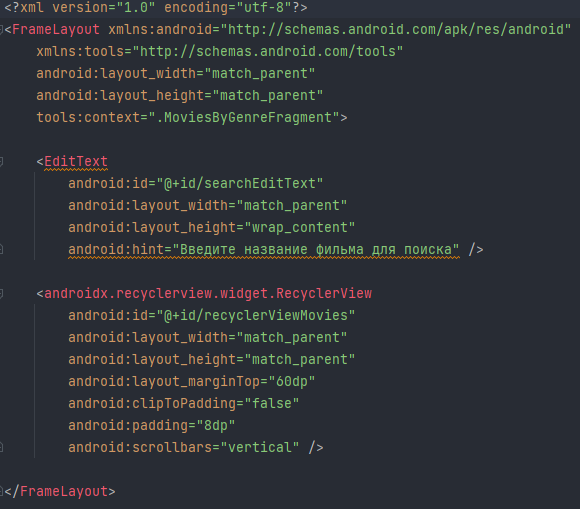 <?xml version="1.0" encoding="utf-8"?>
<FrameLayout xmlns:android="http://schemas.android.com/apk/res/android"
    xmlns:tools="http://schemas.android.com/tools"
    android:layout_width="match_parent"
    android:layout_height="match_parent"
    tools:context=".MoviesByGenreFragment">

    <EditText
        android:id="@+id/searchEditText"
        android:layout_width="match_parent"
        android:layout_height="wrap_content"
        android:hint="Введите название фильма для поиска" />

    <androidx.recyclerview.widget.RecyclerView
        android:id="@+id/recyclerViewMovies"
        android:layout_width="match_parent"
        android:layout_height="match_parent"
        android:layout_marginTop="60dp"
        android:clipToPadding="false"
        android:padding="8dp"
        android:scrollbars="vertical" />

</FrameLayout>